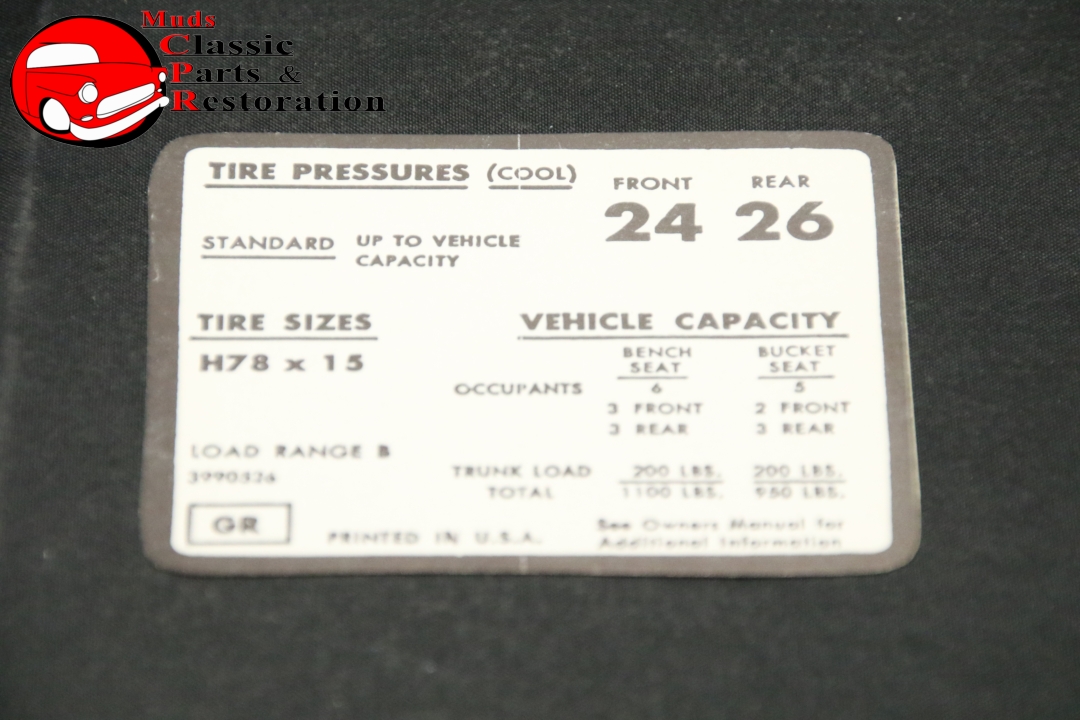 Muds
Classic
Parts &
Restoration
TIRE PRESSURES (COOL)
FRONT REAR
24 26
STANDARD UP TO VEHICLE
CAPACITY
TIRE SIZES
H78 x 15
VEHICLE CAPACITY
BENCH SEAT BUCKET SEAT
OCCUPANTS 6 5
3 FRONT 2 FRONT
3 REAR 3 REAR
LOAD RANGE B
3990526
TRUNK LOAD 200 LBS. 200 LBS.
TOTAL 1100 LBS. 950 LBS.
GR
PRINTED IN U.S.A.
See Owners Manual for
Additional Information